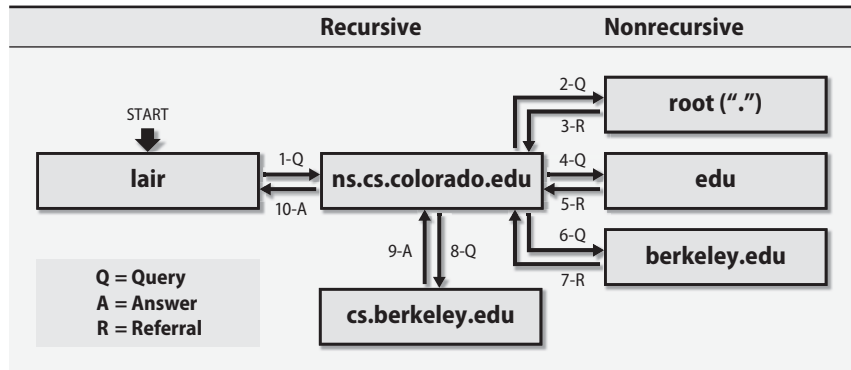 Recursive
Nonrecursive
START
lair
1-Q
10-A
ns.cs.colorado.edu
2-Q
3-R
root (“.”)
4-Q
5-R
edu
6-Q
7-R
berkeley.edu
9-A
8-Q
cs.berkeley.edu
Q = Query
A = Answer
R = Referral